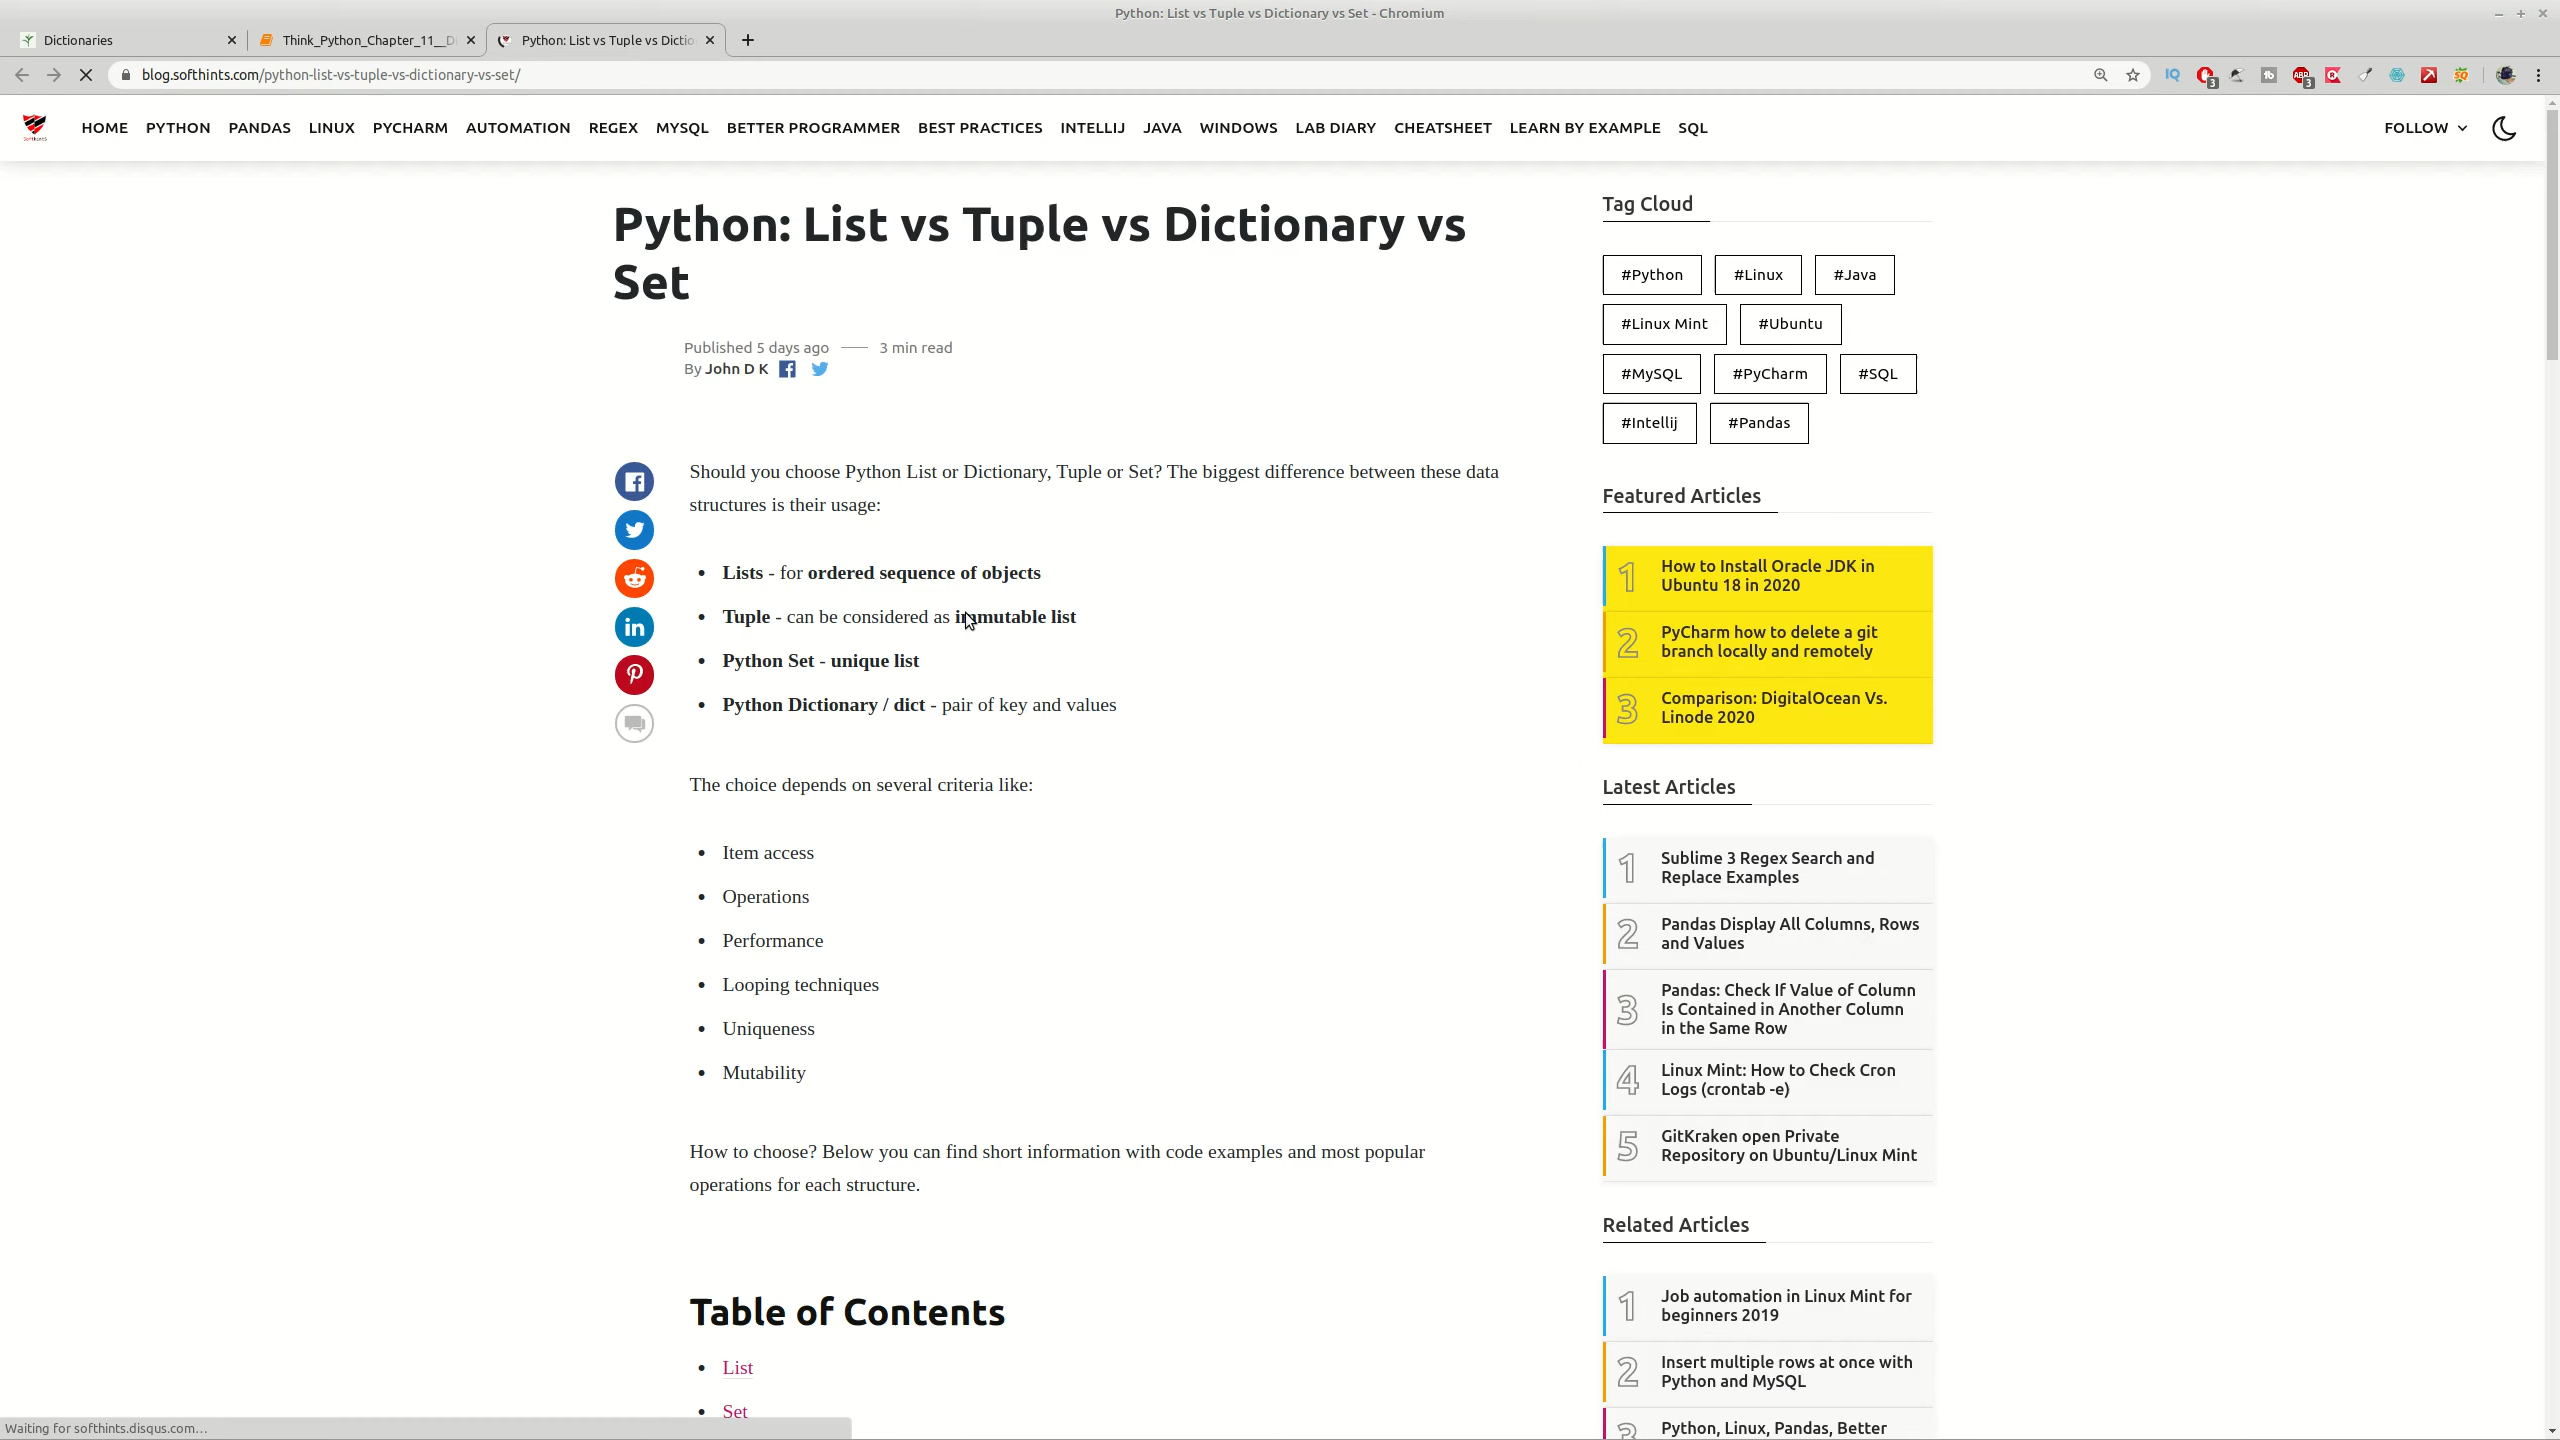 Python: List vs Tuple vs Dictionary vs Set - Chromium
Dictionaries
Think_Python_Chapter_11__D
Python: List vs Tuple vs Dictio
blog.softhints.com/python-list-vs-tuple-vs-dictionary-vs-set/
HOME PYTHON PANDAS LINUX PYCHARM AUTOMATION REGEX MYSQL BETTER PROGRAMMER BEST PRACTICES INTELLIJ JAVA WINDOWS LAB DIARY CHEATSHEET LEARN BY EXAMPLE SQL
FOLLOW
Python: List vs Tuple vs Dictionary vs
Set
Published 5 days ago
3 min read
By John D K
Should you choose Python List or Dictionary, Tuple or Set? The biggest difference between these data
structures is their usage:
• Lists - for ordered sequence of objects
• Tuple - can be considered as immutable list
• Python Set - unique list
• Python Dictionary / dict - pair of key and values
The choice depends on several criteria like:
• Item access
• Operations
• Performance
• Looping techniques
• Uniqueness
• Mutability
How to choose? Below you can find short information with code examples and most popular
operations for each structure.
Table of Contents
• List
• Set
Tag Cloud
#Python #Linux #Java
#Linux Mint #Ubuntu
#MySQL #PyCharm #SQL
#Intellij #Pandas
Featured Articles
1 How to Install Oracle JDK in
Ubuntu 18 in 2020
2 PyCharm how to delete a git
branch locally and remotely
3 Comparison: DigitalOcean Vs.
Linode 2020
Latest Articles
1 Sublime 3 Regex Search and
Replace Examples
2 Pandas Display All Columns, Rows
and Values
3 Pandas: Check If Value of Column
Is Contained in Another Column
in the Same Row
4 Linux Mint: How to Check Cron
Logs (crontab -e)
5 GitKraken open Private
Repository on Ubuntu/Linux Mint
Related Articles
1 Job automation in Linux Mint for
beginners 2019
2 Insert multiple rows at once with
Python and MySQL
3 Python, Linux, Pandas, Better
Waiting for softhints.disqus.com…